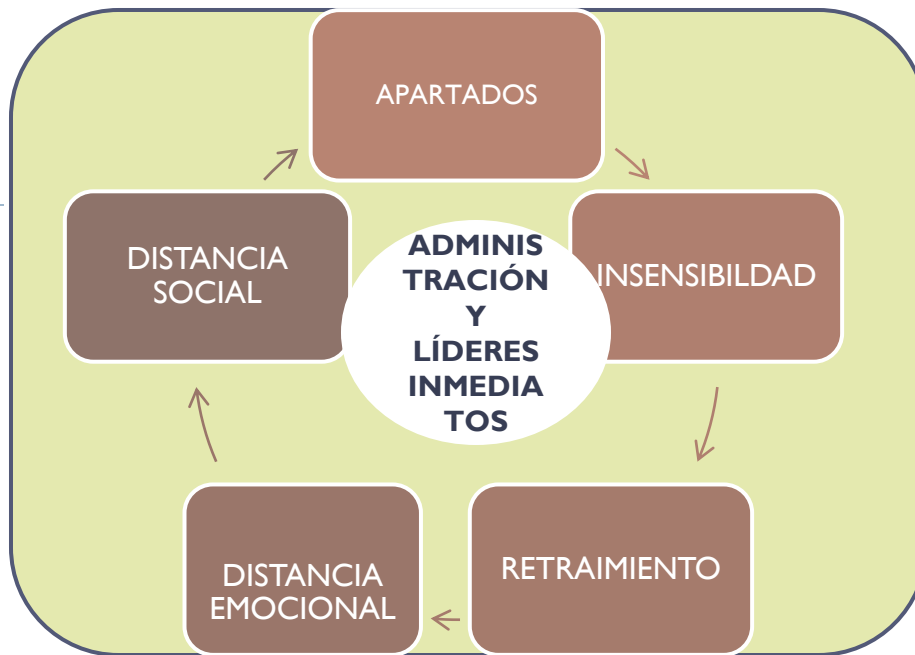 APARTADOS
INSENSIBILDAD
RETRAIMIENTO
DISTANCIA
EMOCIONAL
DISTANCIA
SOCIAL
ADMINIS
TRACIÓN
Y
LÍDERES
INMEDIA
TOS